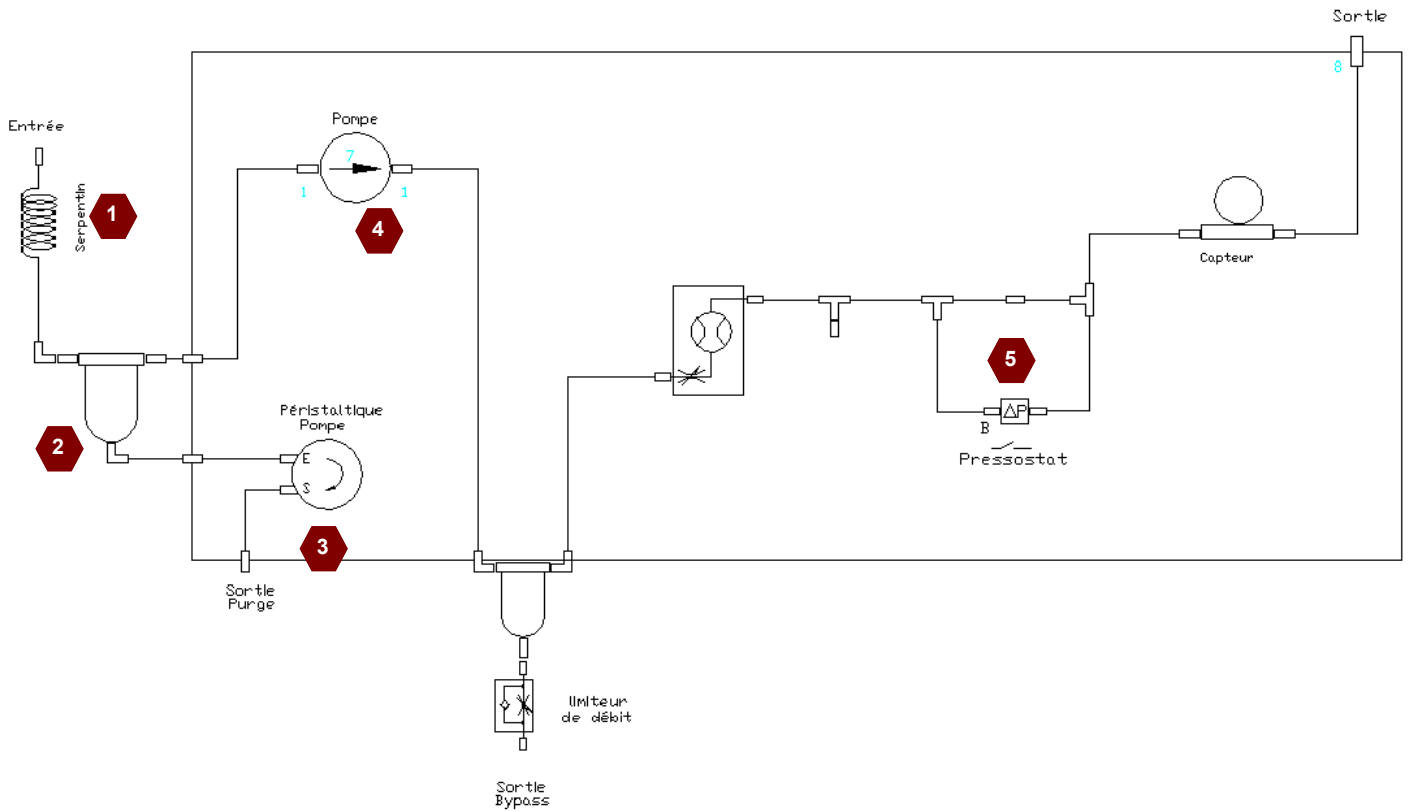 Sortie
8
Entrée
Pompe
7
1
1
Serpentin
1
4
Capteur
5
2
Péristaltique
Pompe
E
S
ΔP
B
Pressostat
3
Sortie
Purge
limiteur
de débit
Sortie
Bypass